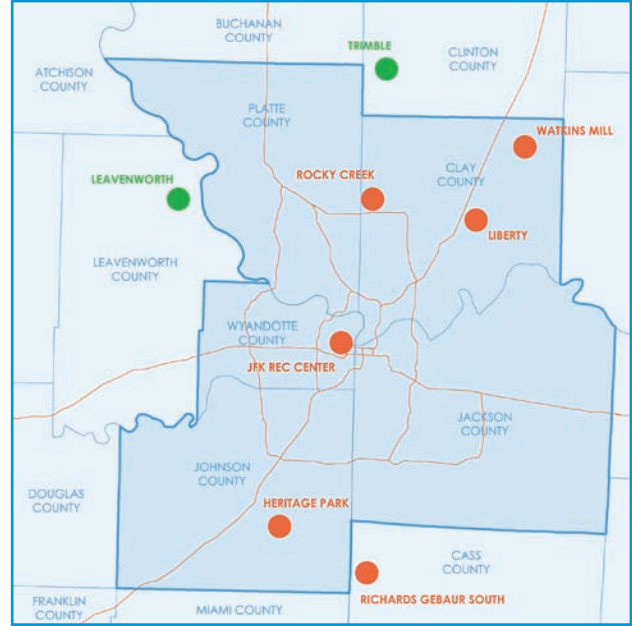 BUCHANAN
COUNTY
TRIMBLE
CLINTON
COUNTY
ATCHISON
COUNTY
PLATTE
COUNTY
WATKINS MILL
LEAVENWORTH
ROCKY CREEK
CLAY
COUNTY
LIBERTY
LEAVENWORTH
COUNTY
WYANDOTTE
COUNTY
JFK REC CENTER
JACKSON
COUNTY
JOHNSON
COUNTY
DOUGLAS
COUNTY
HERITAGE PARK
CASS
COUNTY
RICHARDS GEBAUR SOUTH
FRANKLIN
COUNTY
MIAMI COUNTY